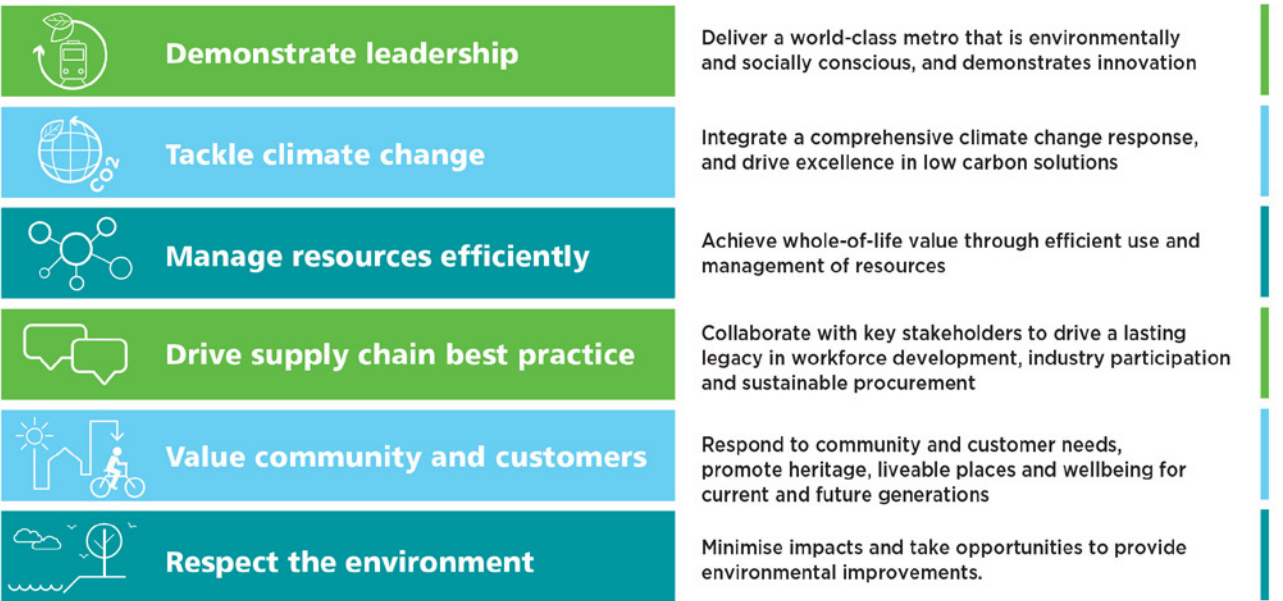 Demonstrate leadership
Deliver a world-class metro that is environmentally
and socially conscious, and demonstrates innovation
CO2
Tackle climate change
Integrate a comprehensive climate change response,
and drive excellence in low carbon solutions
Manage resources efficiently
Achieve whole-of-life value through efficient use and
management of resources
Drive supply chain best practice
Collaborate with key stakeholders to drive a lasting
legacy in workforce development, industry participation
and sustainable procurement
Value community and customers
Respond to community and customer needs,
promote heritage, liveable places and wellbeing for
current and future generations
Respect the environment
Minimise impacts and take opportunities to provide
environmental improvements.